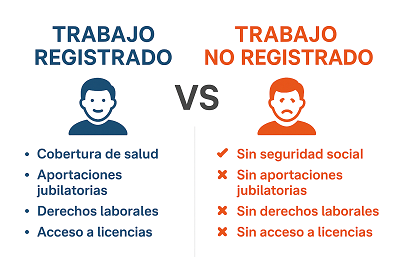 TRABAJO
REGISTRADO
VS
TRABAJO
NO REGISTRADO
• Cobertura de salud
• Aportaciones
jubilatorias
• Derechos laborales
• Acceso a licencias
✔ Sin seguridad social
✖ Sin aportaciones
jubilatorias
✖ Sin derechos laborales
✖ Sin acceso a licencias